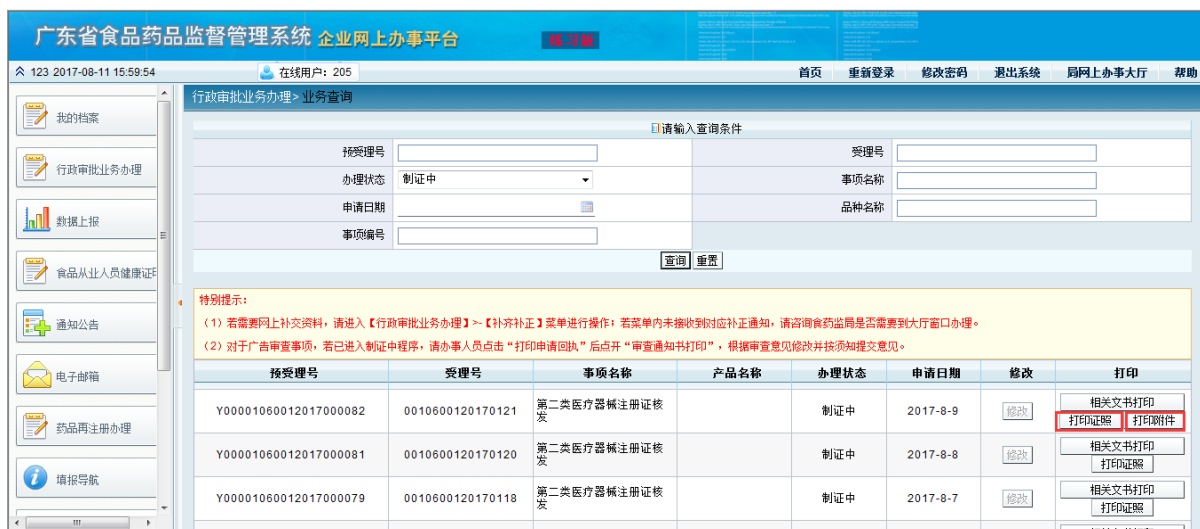 广东省食品药品监督管理系统 企业网上办事平台 练习版
123 2017-08-11 15:59:54 在线用户：205 首页 重新登录 修改密码 退出系统 局网上办事大厅 帮助
行政审批业务办理>业务查询
我的档案
行政审批业务办理
数据上报
食品从业人员健康证
通知公告
电子邮箱
药品再注册办理
填报导航
请输入查询条件
预受理号 受理号
办理状态 制证中 事项名称
申请日期 品种名称
事项编号
查询 重置
特别提示：
（1）若需要网上补交资料，请进入【行政审批业务办理】>-【补齐补正】菜单进行操作；若菜单内未接收到对应补正通知，请咨询食药监局是否需要到大厅窗口办理。
（2）对于广告审查事项，若已进入制证中程序，请办事人员点击“打印申请回执”后点开“审查通知书打印”，根据审查意见修改并按须知提交意见。
预受理号 受理号 事项名称 产品名称 办理状态 申请日期 修改 打印
Y00001060012017000082 0010600120170121 第二类医疗器械注册证核发 制证中 2017-8-9 修改 相关文书打印 打印证照 打印附件
Y00001060012017000081 0010600120170120 第二类医疗器械注册证核发 制证中 2017-8-8 修改 相关文书打印 打印证照
Y00001060012017000079 0010600120170118 第二类医疗器械注册证核发 制证中 2017-8-7 修改 相关文书打印 打印证照